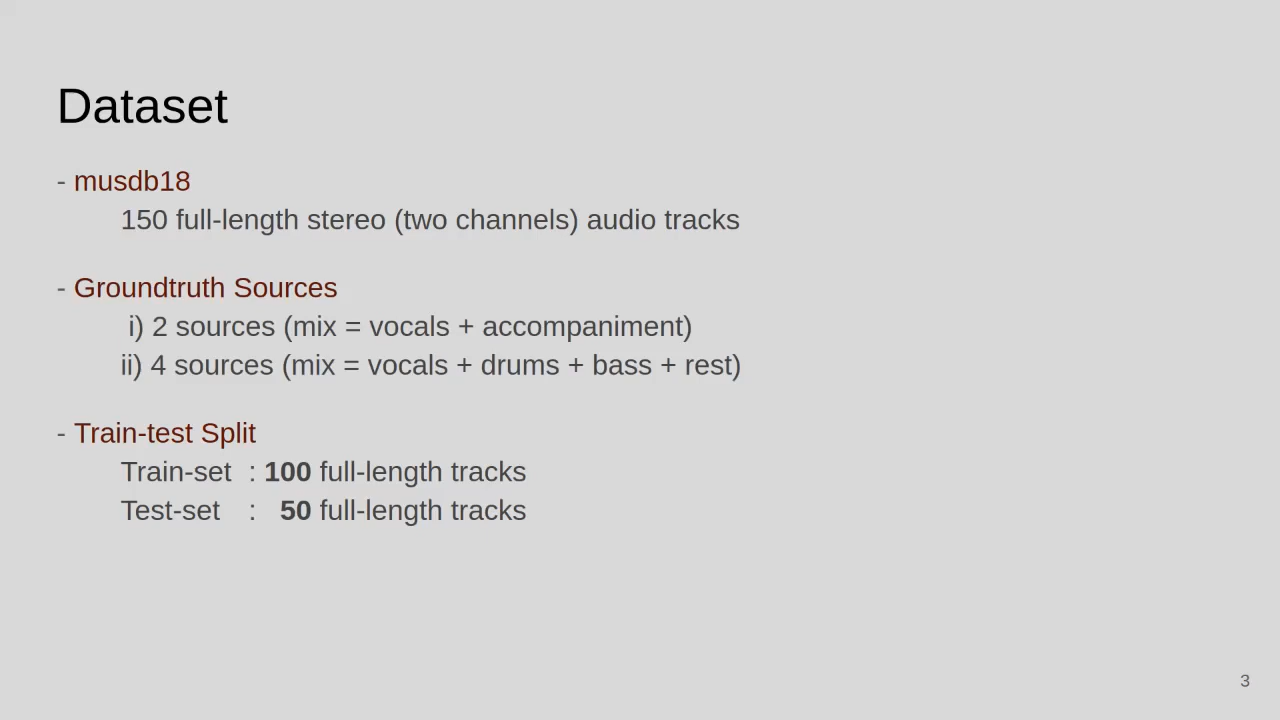 Dataset
- musdb18
150 full-length stereo (two channels) audio tracks
- Groundtruth Sources
i) 2 sources (mix = vocals + accompaniment)
ii) 4 sources (mix = vocals + drums + bass + rest)
- Train-test Split
Train-set : 100 full-length tracks
Test-set : 50 full-length tracks
3